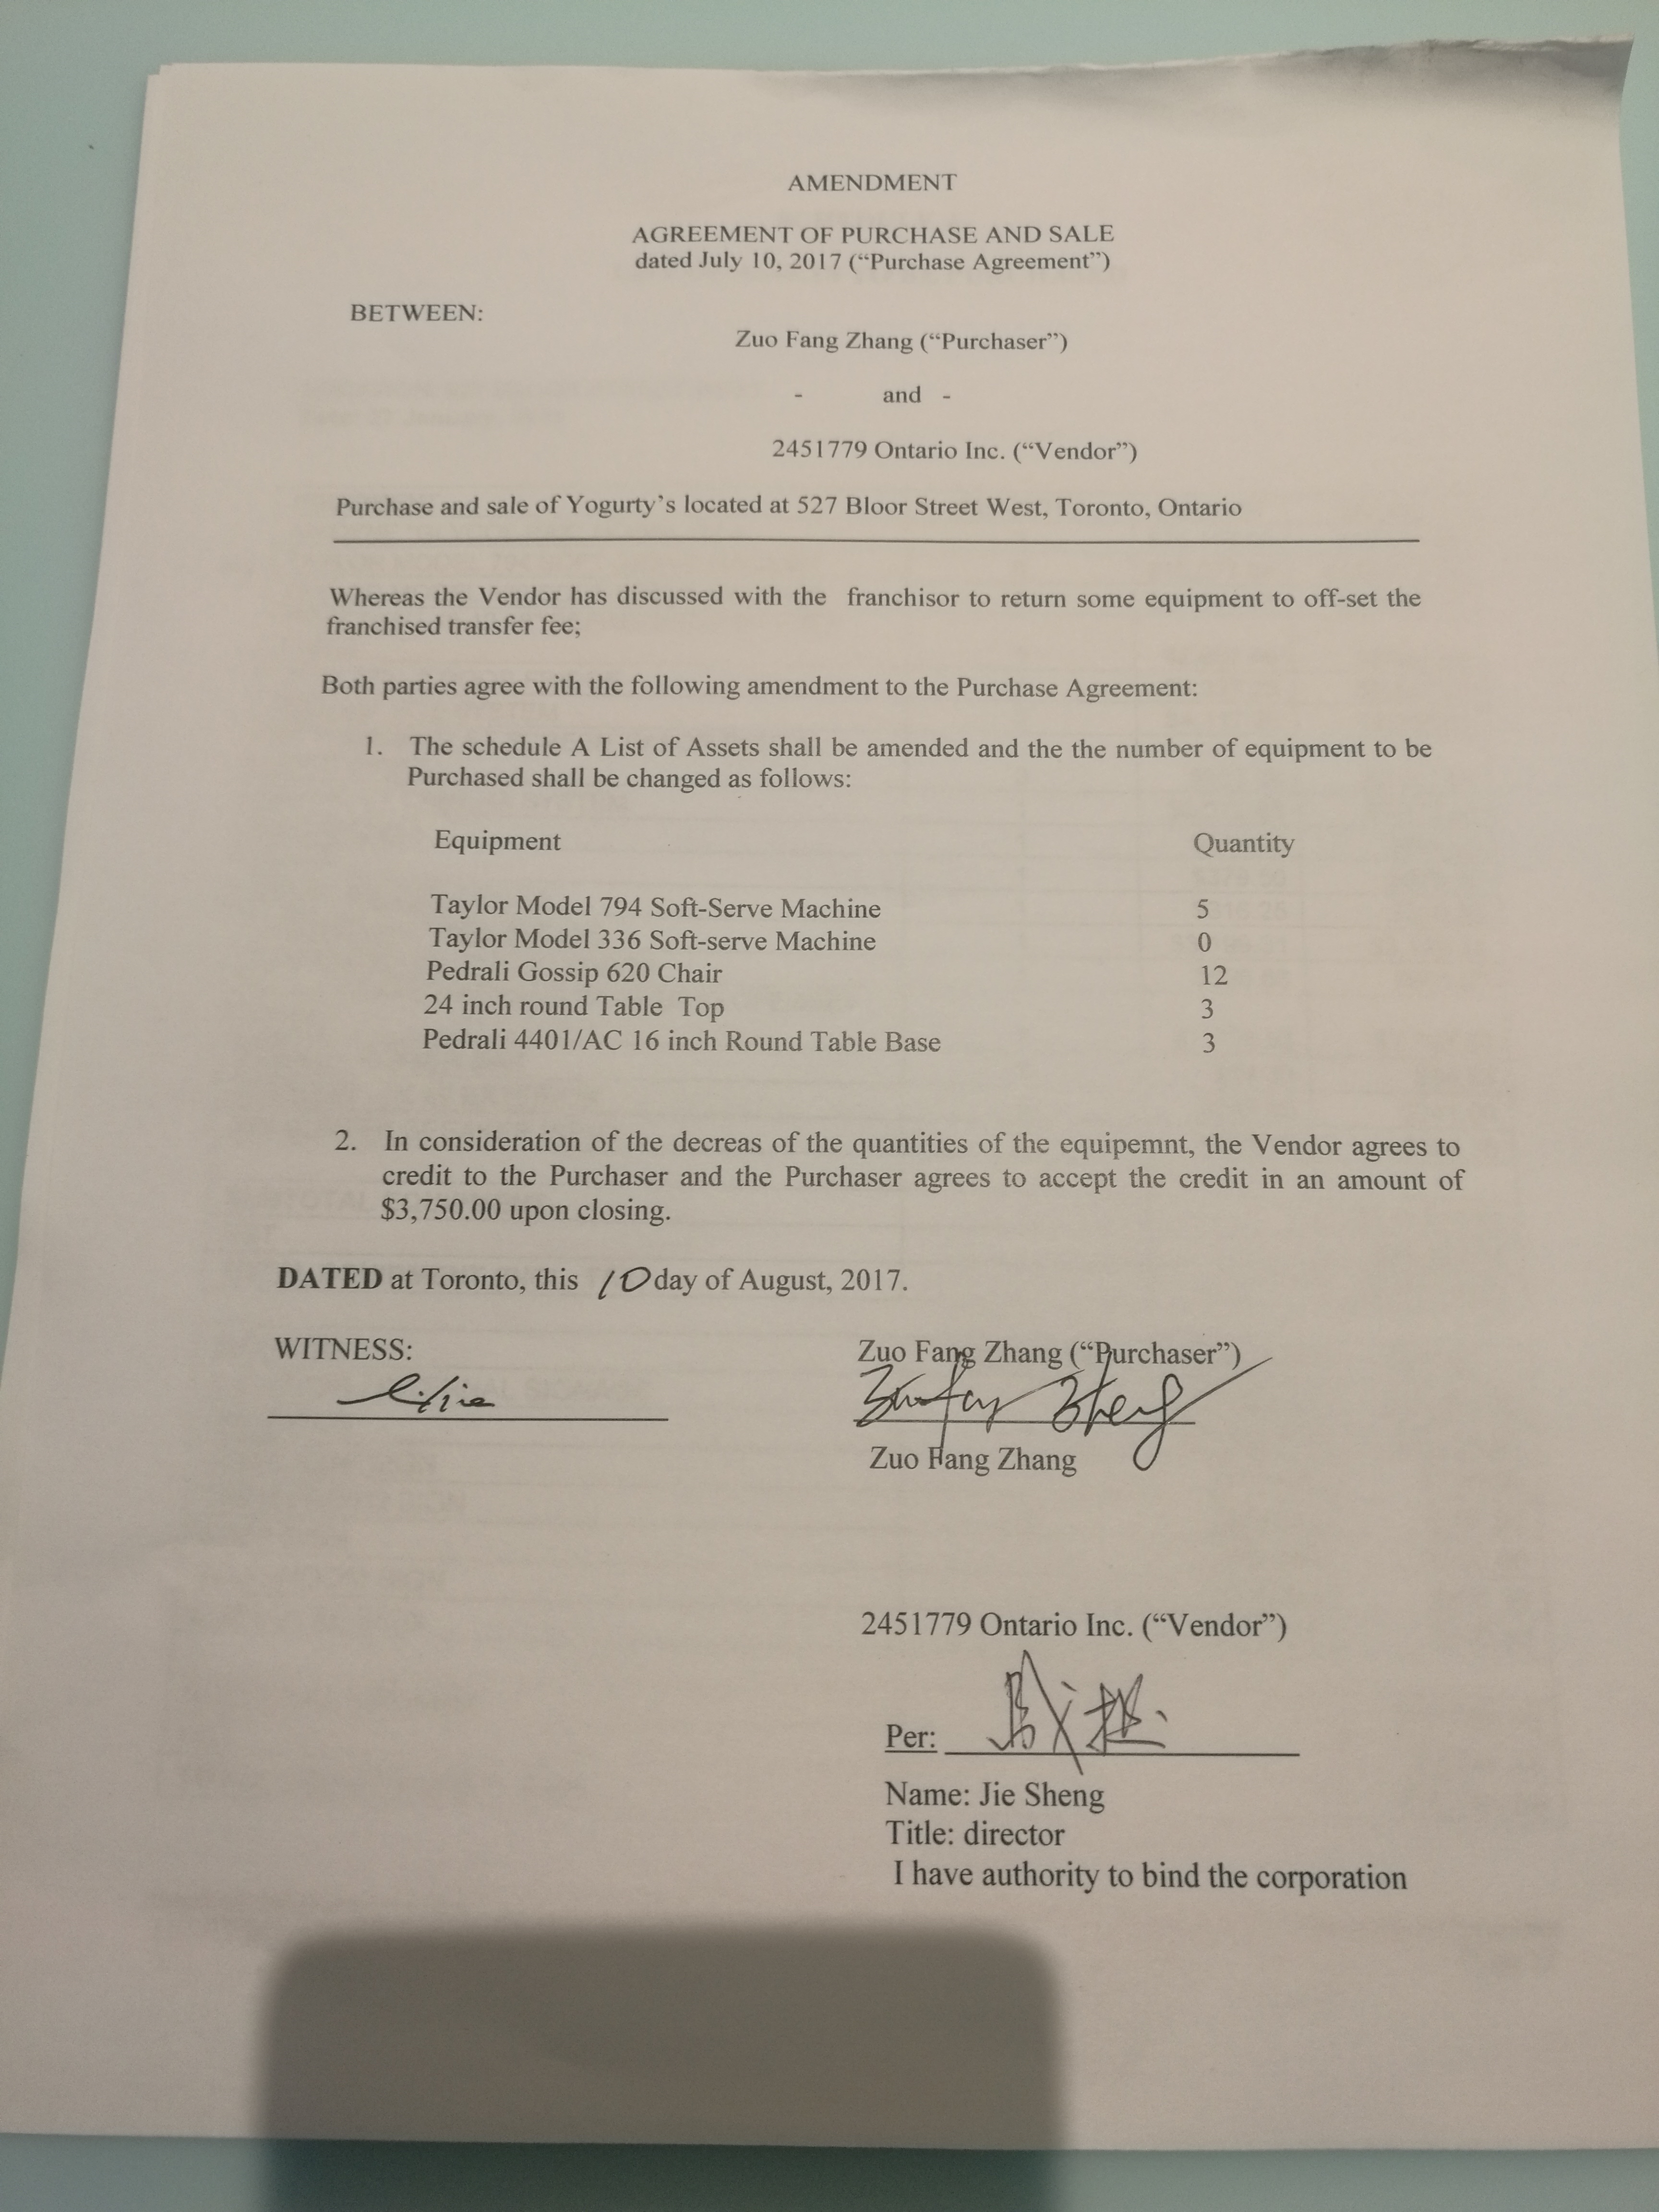 AMENDMENT
AGREEMENT OF PURCHASE AND SALE
dated July 10, 2017 (“Purchase Agreement”)
BETWEEN:
Zuo Fang Zhang (“Purchaser”)
- and -
2451779 Ontario Inc. (“Vendor”)
Purchase and sale of Yogurty’s located at 527 Bloor Street West, Toronto, Ontario
Whereas the Vendor has discussed with the franchisor to return some equipment to off-set the
franchised transfer fee;
Both parties agree with the following amendment to the Purchase Agreement:
1. The schedule A List of Assets shall be amended and the the number of equipment to be
Purchased shall be changed as follows:
Equipment Quantity
Taylor Model 794 Soft-Serve Machine 5
Taylor Model 336 Soft-serve Machine 0
Pedrali Gossip 620 Chair 12
24 inch round Table Top 3
Pedrali 4401/AC 16 inch Round Table Base 3
2. In consideration of the decreas of the quantities of the equipemnt, the Vendor agrees to
credit to the Purchaser and the Purchaser agrees to accept the credit in an amount of
$3,750.00 upon closing.
DATED at Toronto, this 10 day of August, 2017.
WITNESS: Zuo Fang Zhang (“Purchaser”)
Zuo Fang Zhang
2451779 Ontario Inc. (“Vendor”)
Per:
Name: Jie Sheng
Title: director
I have authority to bind the corporation